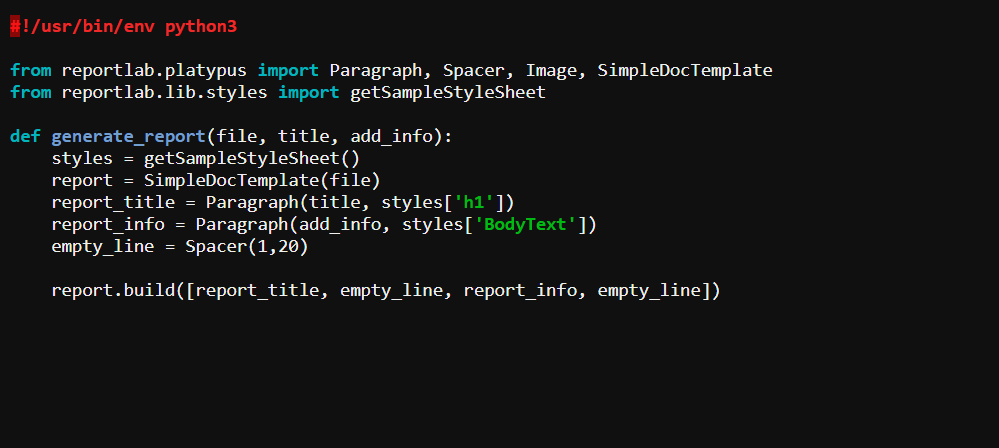 #!/usr/bin/env python3
from reportlab.platypus import Paragraph, Spacer, Image, SimpleDocTemplate
from reportlab.lib.styles import getSampleStyleSheet
def generate_report(file, title, add_info):
    styles = getSampleStyleSheet()
    report = SimpleDocTemplate(file)
    report_title = Paragraph(title, styles['h1'])
    report_info = Paragraph(add_info, styles['BodyText'])
    empty_line = Spacer(1,20)
    report.build([report_title, empty_line, report_info, empty_line])